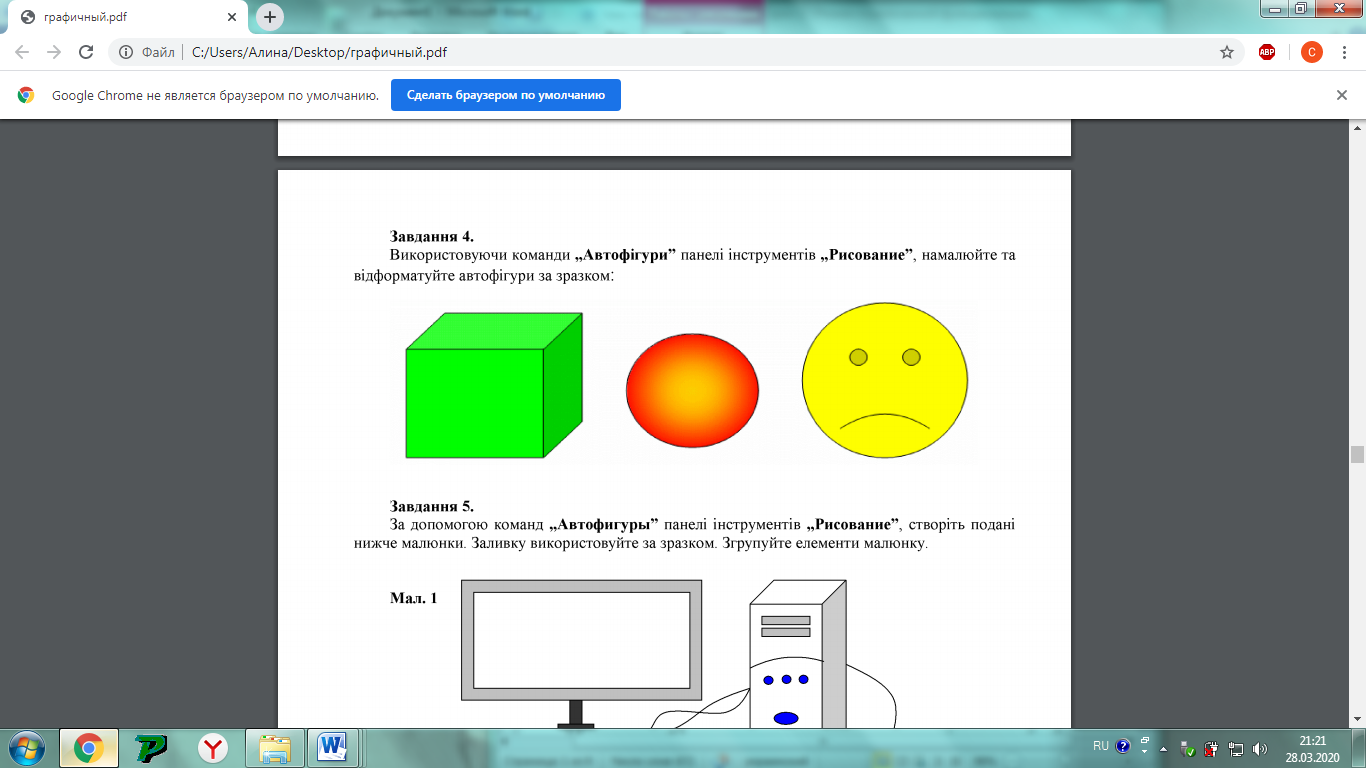 графичный.pdf
Файл C:/Users/Алина/Desktop/графичный.pdf
ABP
C
Google Chrome не является браузером по умолчанию. Сделать браузером по умолчанию
Завдання 4.
Використовуючи команди „Автофігури” панелі інструментів „Рисование”, намалюйте та
відформатуйте автофігури за зразком:
Завдання 5.
За допомогою команд „Автофигуры” панелі інструментів „Рисование”, створіть подані
нижче малюнки. Заливку використовуйте за зразком. Згрупуйте елементи малюнку.
Мал. 1
RU
21:21
28.03.2020